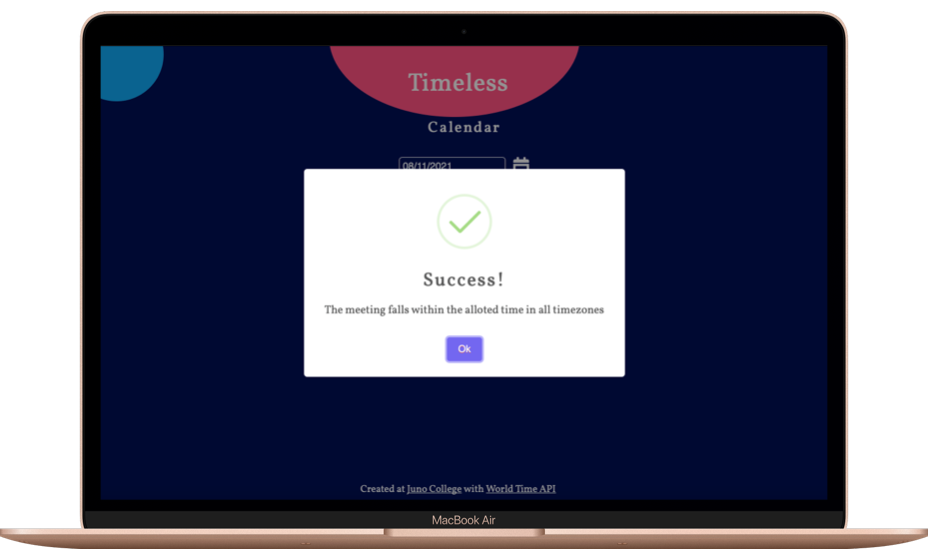 Timeless
Calendar
08/11/2021
Success!
The meeting falls within the alloted time in all timezones
Ok
Created at Juno College with World Time API
MacBook Air